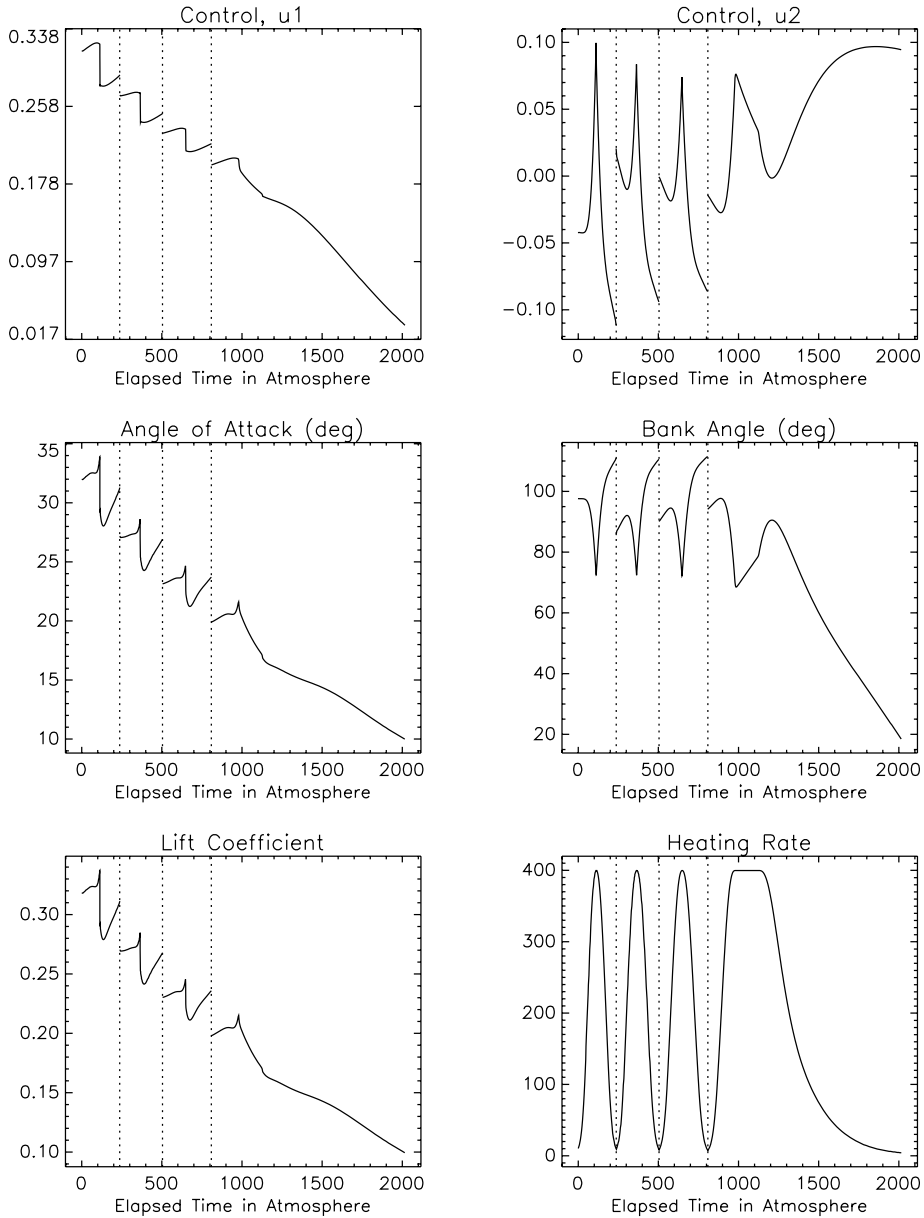 Control, u1
0.338
0.258
0.178
0.097
0.017
0 500 1000 1500 2000
Elapsed Time in Atmosphere
Control, u2
0.10
0.05
0.00
−0.05
−0.10
0 500 1000 1500 2000
Elapsed Time in Atmosphere
Angle of Attack (deg)
35
30
25
20
15
10
0 500 1000 1500 2000
Elapsed Time in Atmosphere
Bank Angle (deg)
100
80
60
40
20
0 500 1000 1500 2000
Elapsed Time in Atmosphere
Lift Coefficient
0.30
0.25
0.20
0.15
0.10
0 500 1000 1500 2000
Elapsed Time in Atmosphere
Heating Rate
400
300
200
100
0
0 500 1000 1500 2000
Elapsed Time in Atmosphere